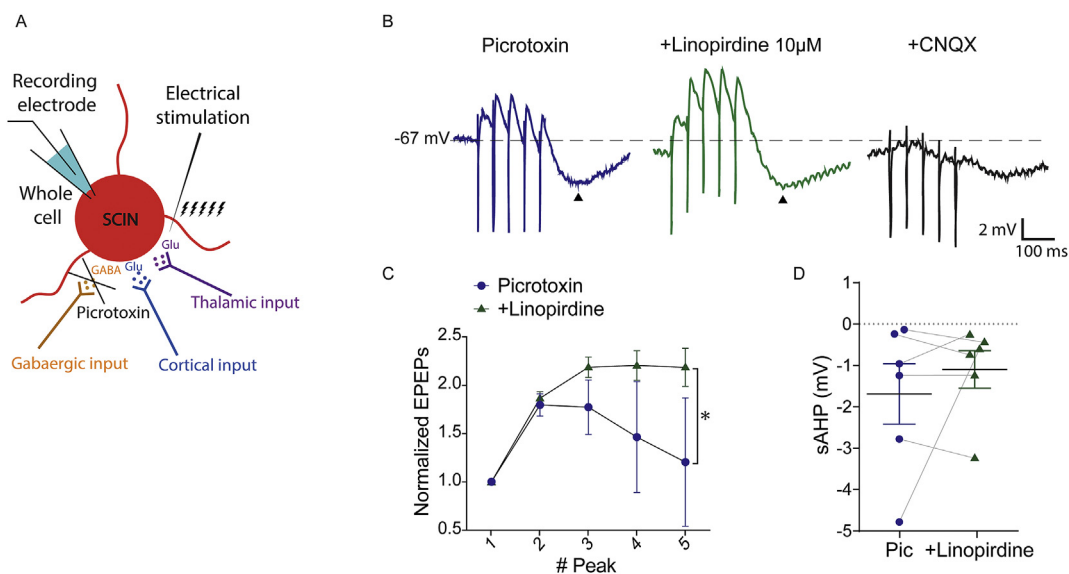 A
Recording
electrode
Electrical
stimulation
Whole
cell
SCIN
Glu
GABA
Glu
Picrotoxin
Thalamic input
Gabaergic input
Cortical input
B
Picrotoxin
+Linopirdine 10µM
+CNQX
-67 mV
2 mV
100 ms
C
Picrotoxin
+Linopirdine
Normalized EPEPs
2.5
2.0
1.5
1.0
0.5
*
1
2
3
4
5
# Peak
D
sAHP (mV)
1
0
-1
-2
-3
-4
-5
Pic
+Linopirdine